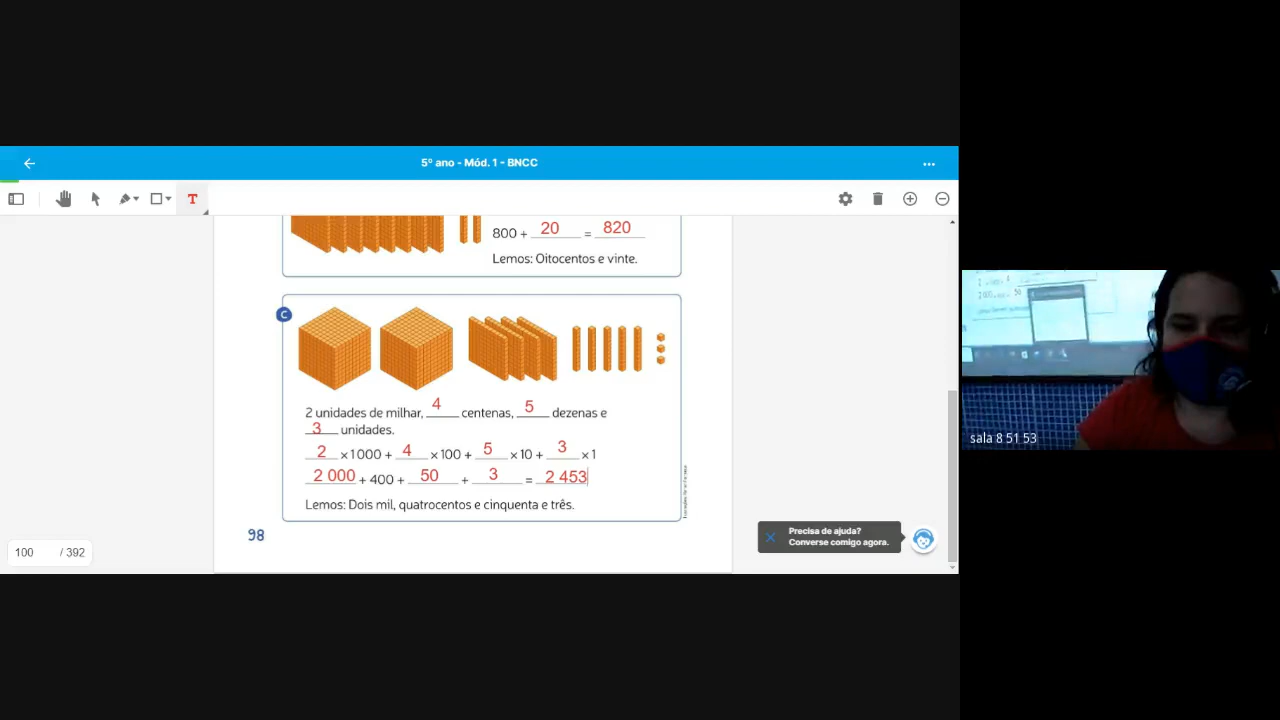 5º ano - Mód. 1 - BNCC
T
800 + 20 = 820
Lemos: Oitocentos e vinte.
C
2 unidades de milhar, 4 centenas, 5 dezenas e
3 unidades.
2 ×1 000 + 4 ×100 + 5 ×10 + 3 ×1
2 000 + 400 + 50 + 3 = 2 453
Lemos: Dois mil, quatrocentos e cinquenta e três.
98
100 / 392
Precisa de ajuda?
Converse comigo agora.
sala 8 51 53